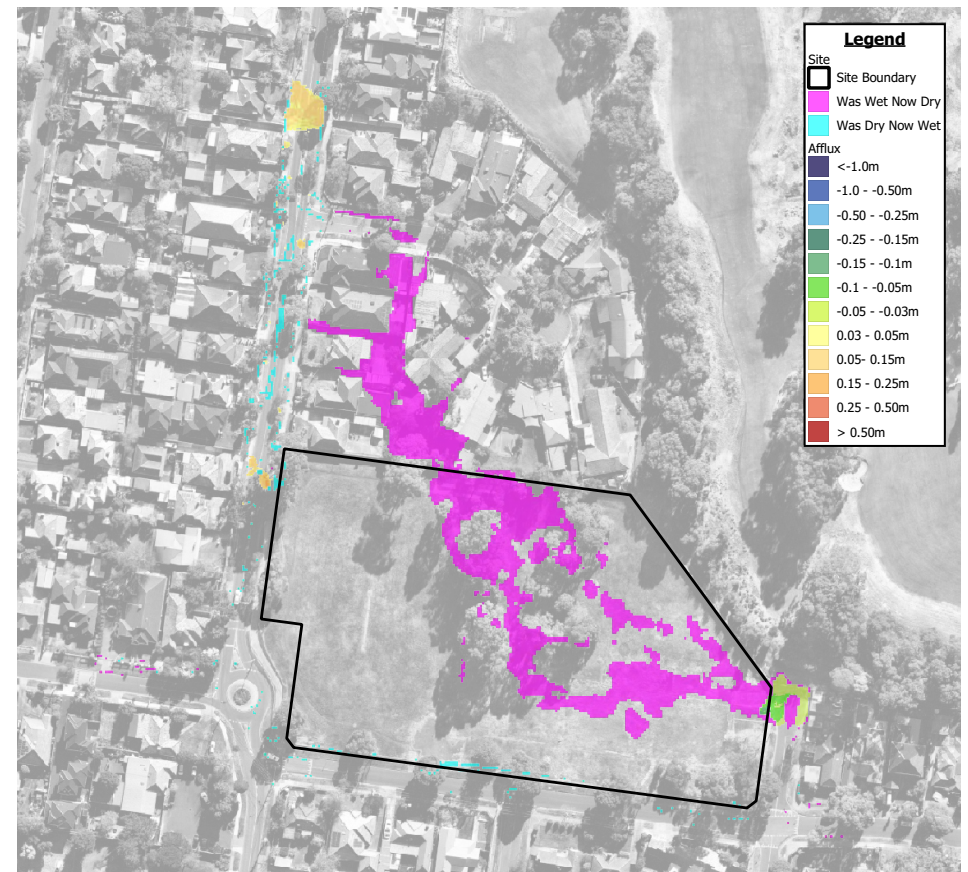 Legend
Site
Site Boundary
Was Wet Now Dry
Was Dry Now Wet
Afflux
<-1.0m
-1.0 - -0.50m
-0.50 - -0.25m
-0.25 - -0.15m
-0.15 - -0.1m
-0.1 - -0.05m
-0.05 - -0.03m
0.03 - 0.05m
0.05- 0.15m
0.15 - 0.25m
0.25 - 0.50m
> 0.50m